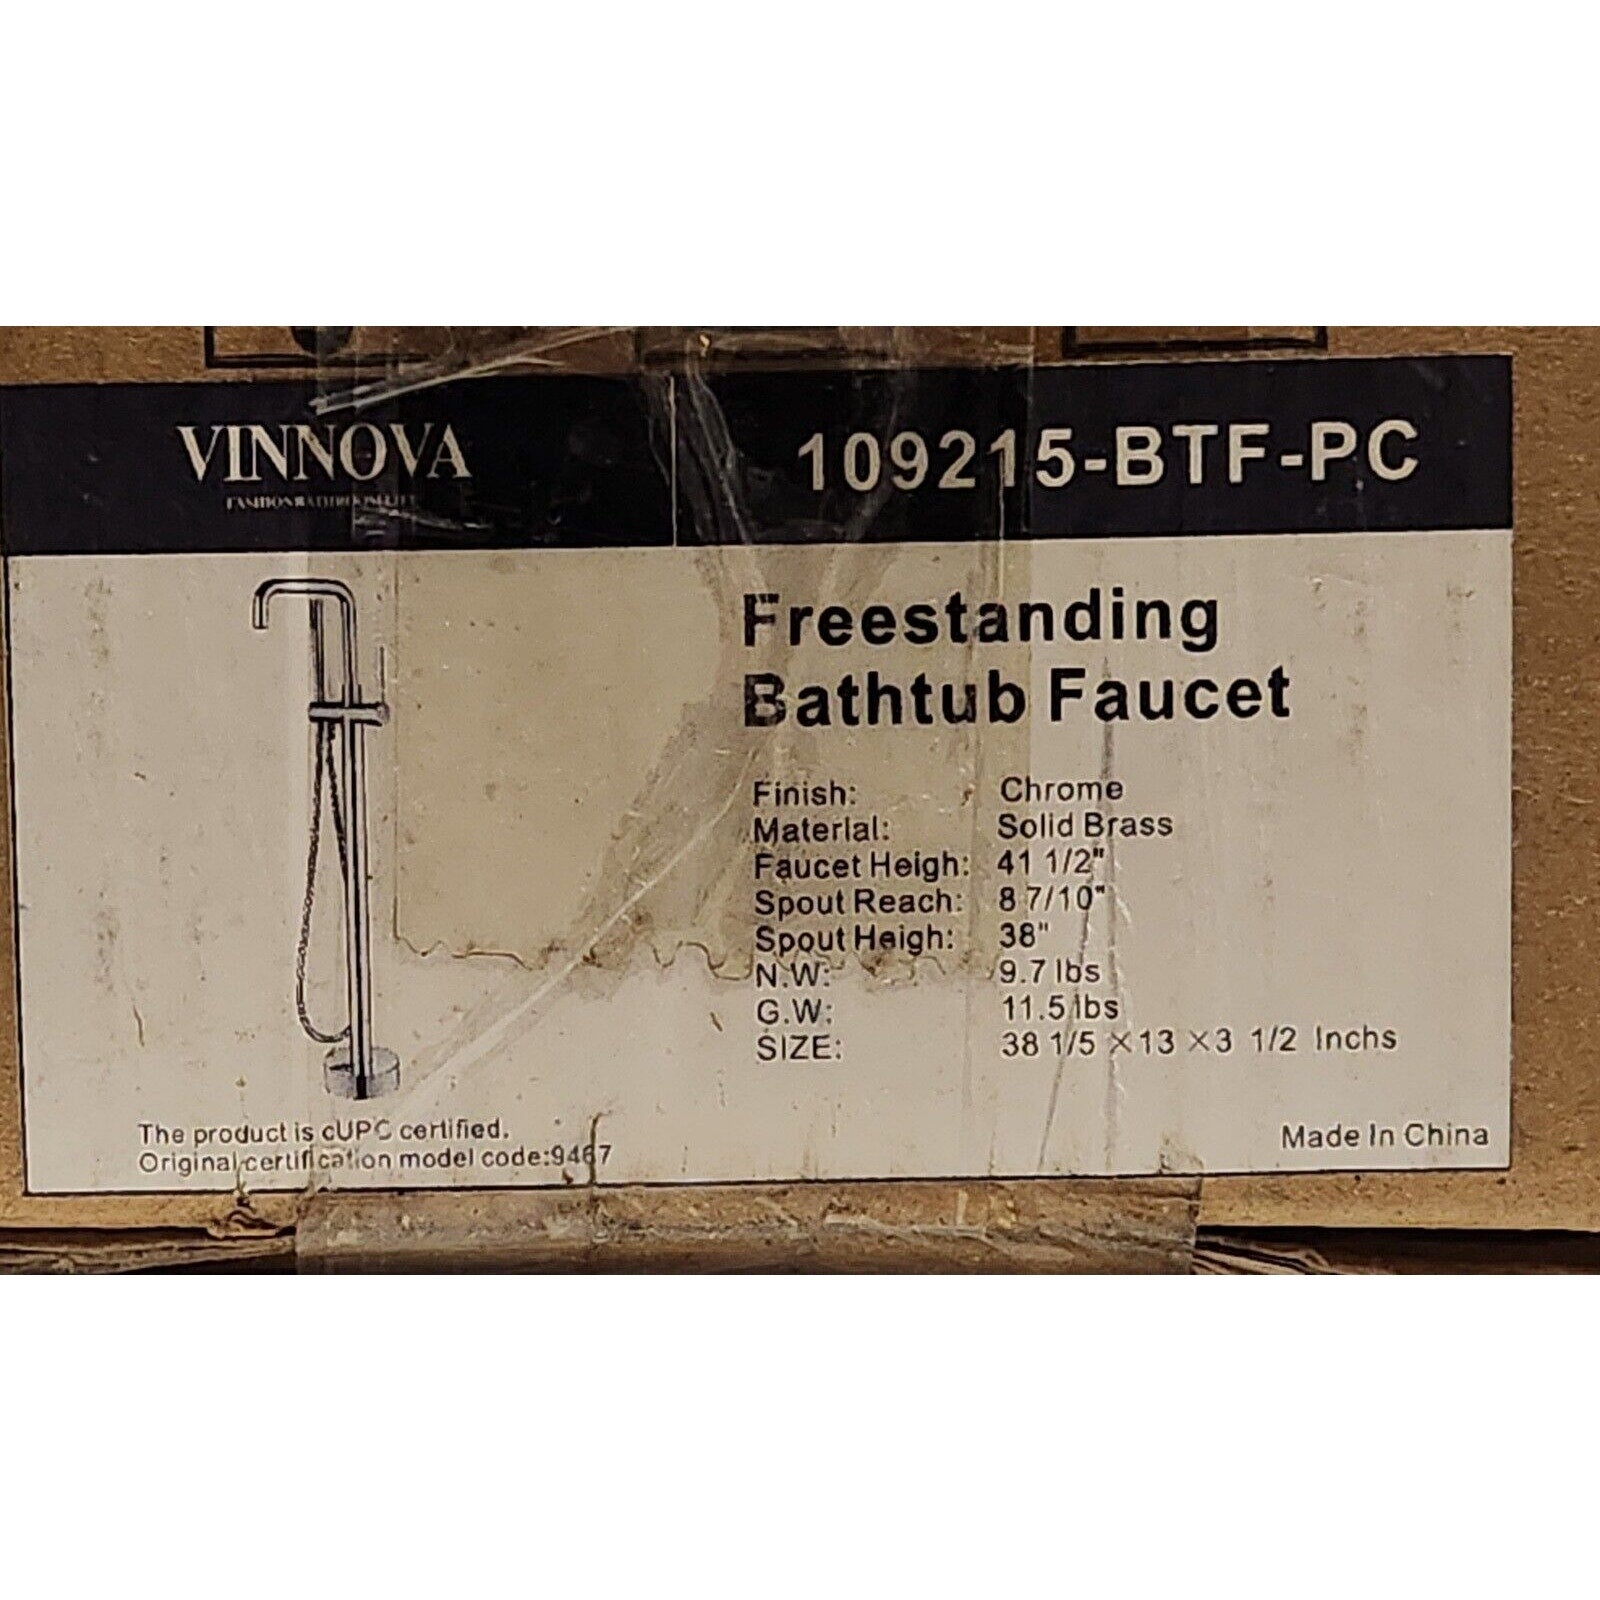 VINNOVA
109215-BTF-PC
Freestanding
Bathtub Faucet
Finish: Chrome
Material: Solid Brass
Faucet Heigh: 41 1/2"
Spout Reach: 8 7/10"
Spout Heigh: 38"
N.W: 9.7 lbs
G.W: 11.5 lbs
SIZE: 38 1/5 ×13 ×3 1/2 Inchs
The product is cUPC certified.
Original certification model code:9467
Made In China